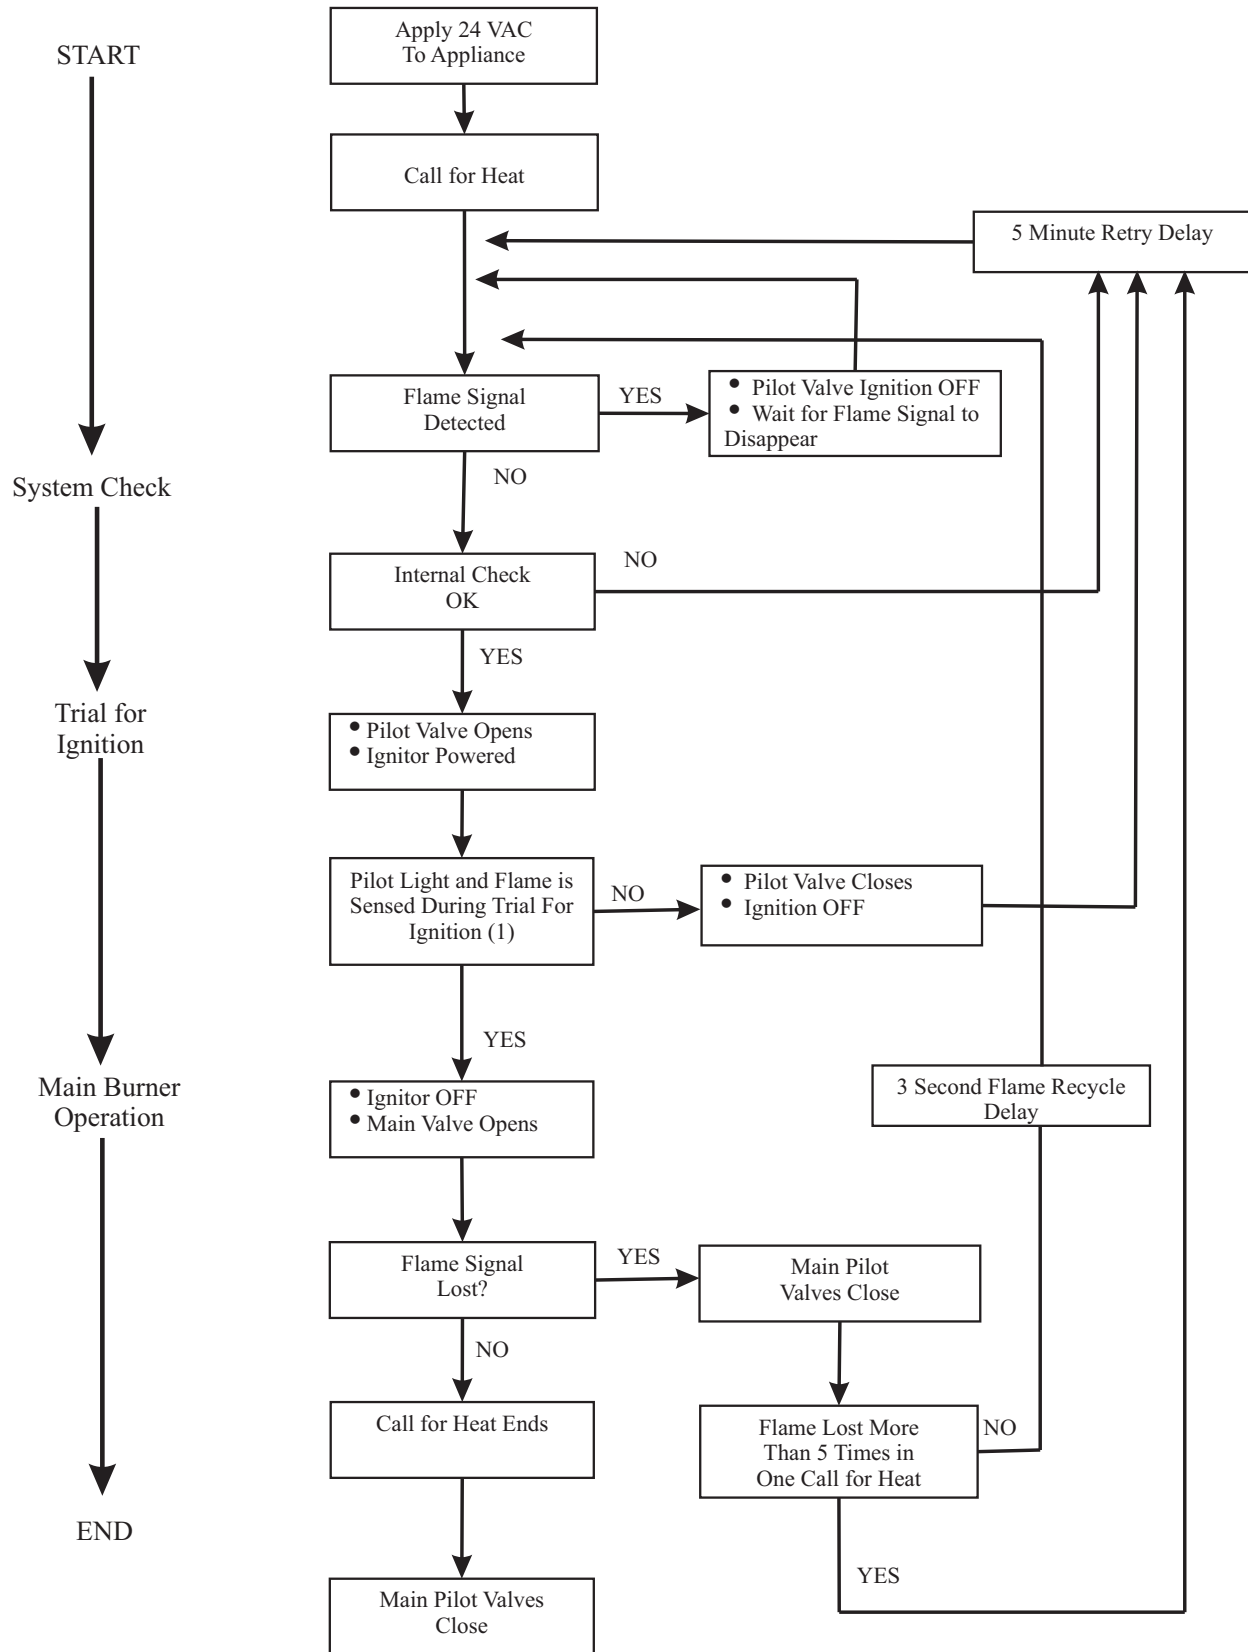 START
Apply 24 VAC
To Appliance
Call for Heat
5 Minute Retry Delay
Flame Signal
Detected
YES
• Pilot Valve Ignition OFF
• Wait for Flame Signal to
Disappear
NO
System Check
Internal Check
OK
NO
YES
Trial for
Ignition
• Pilot Valve Opens
• Ignitor Powered
Pilot Light and Flame is
Sensed During Trial For
Ignition (1)
NO
• Pilot Valve Closes
• Ignition OFF
YES
Main Burner
Operation
• Ignitor OFF
• Main Valve Opens
3 Second Flame Recycle
Delay
Flame Signal
Lost?
YES
Main Pilot
Valves Close
NO
Call for Heat Ends
Flame Lost More
Than 5 Times in
One Call for Heat
NO
END
YES
Main Pilot Valves
Close